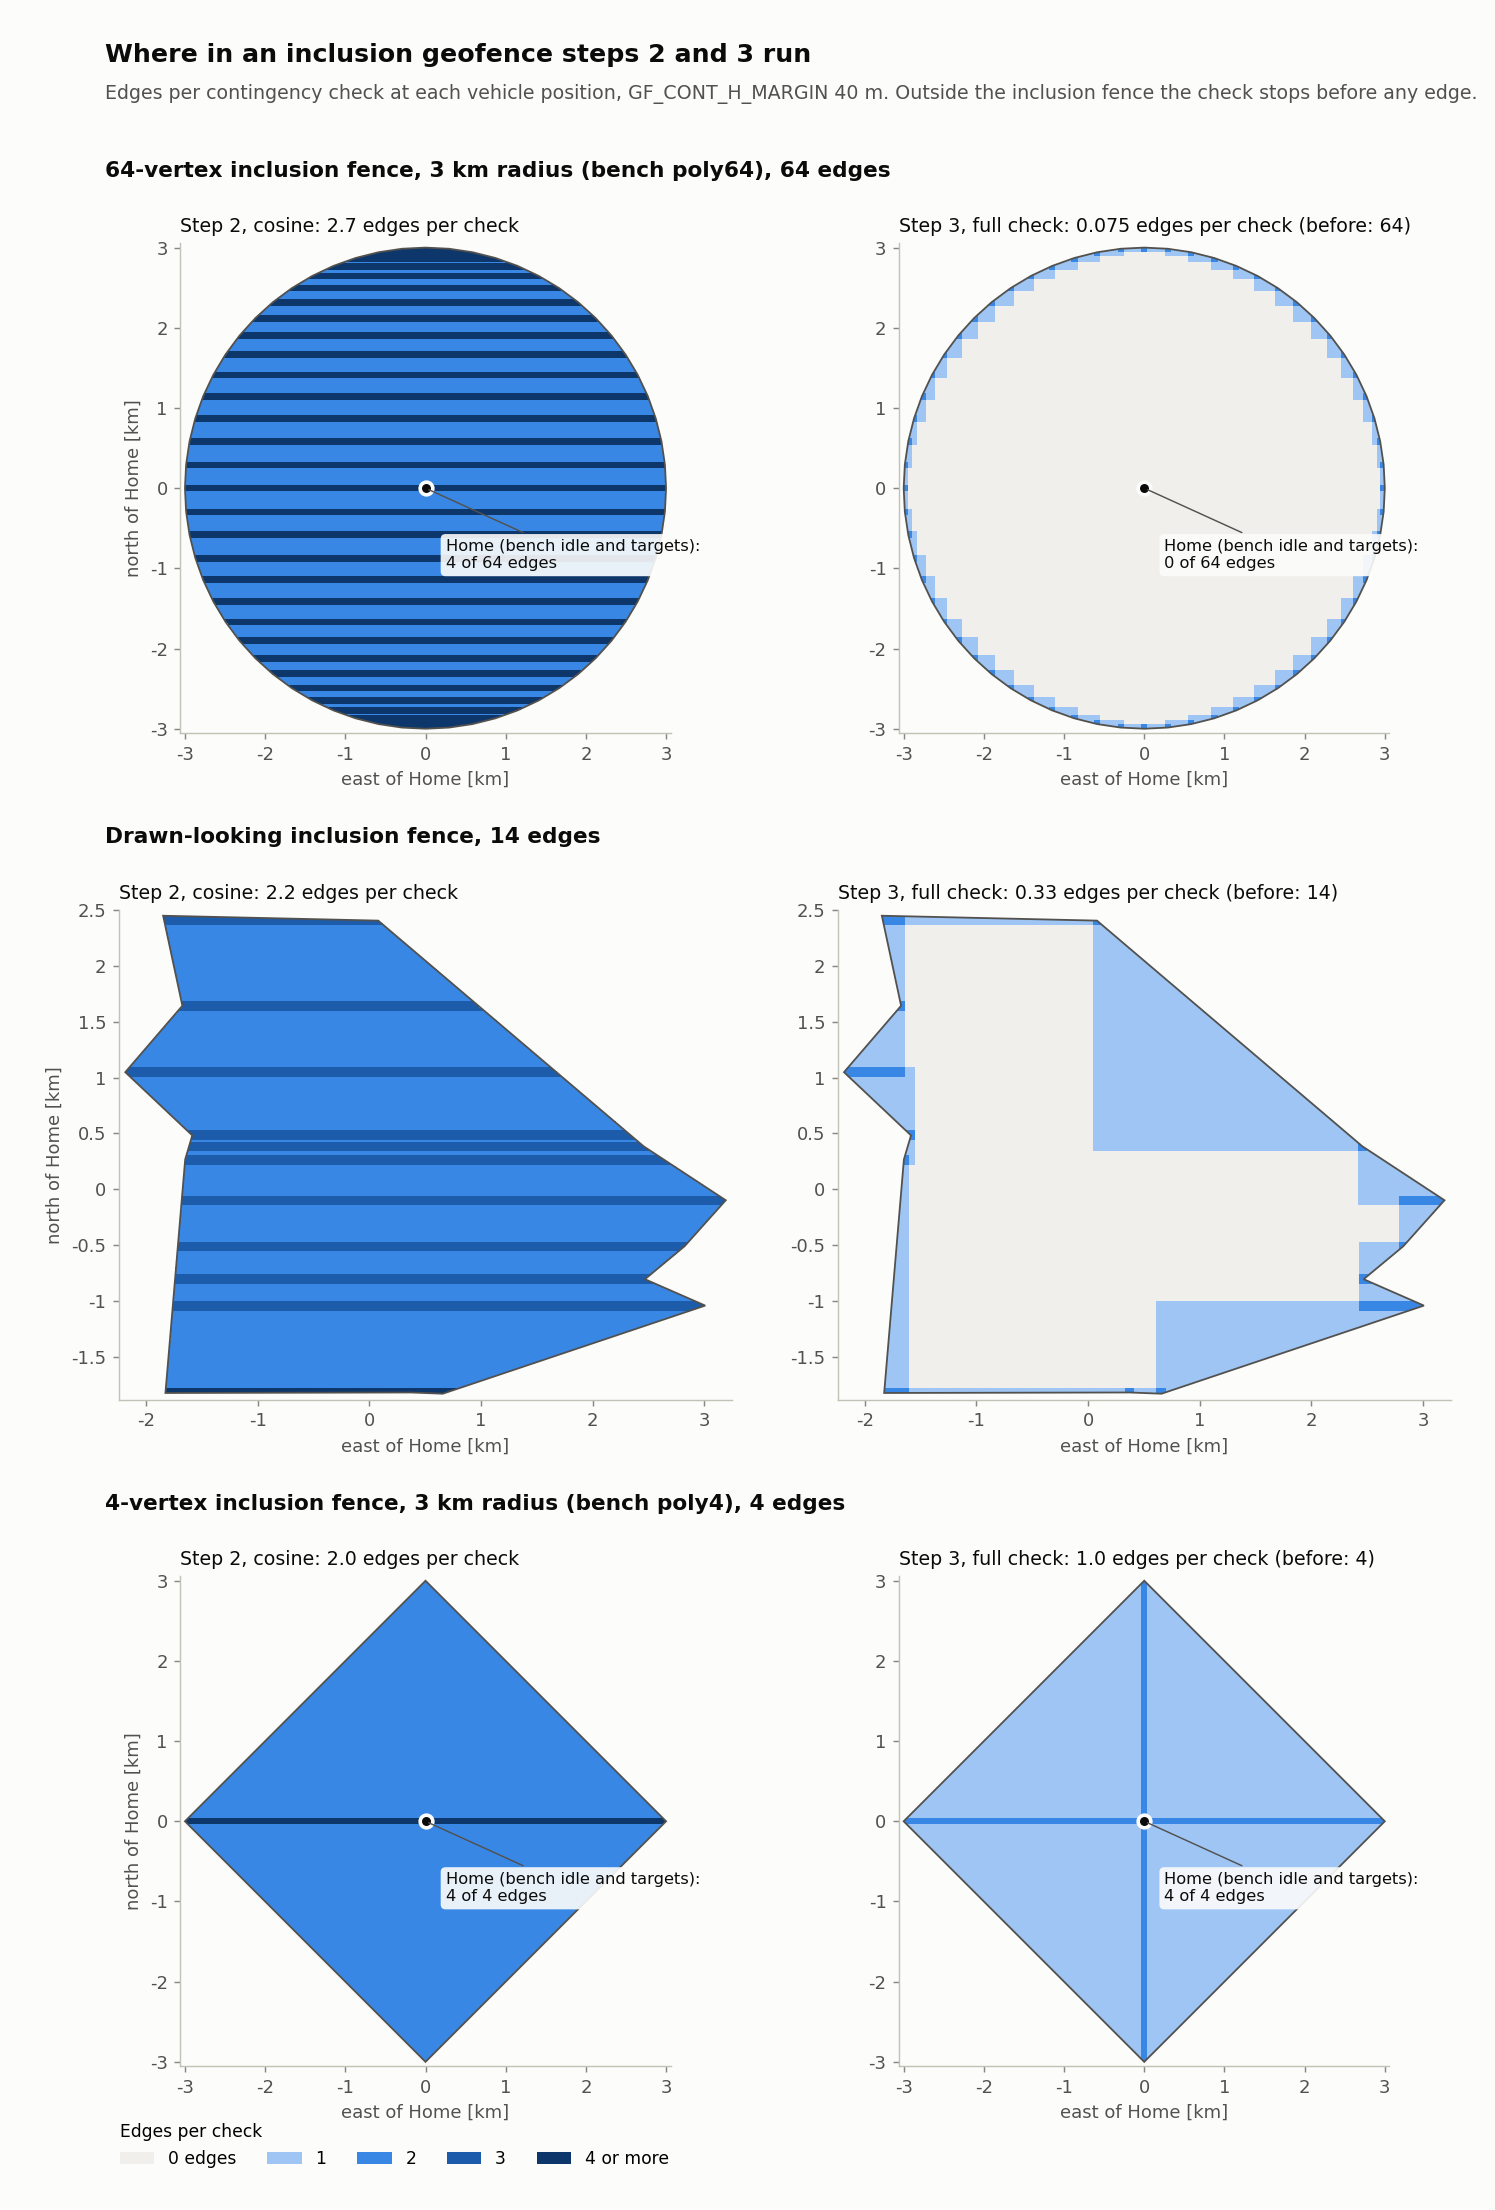 Where in an inclusion geofence steps 2 and 3 run
Edges per contingency check at each vehicle position, GF_CONT_H_MARGIN 40 m. Outside the inclusion fence the check stops before any edge.
64-vertex inclusion fence, 3 km radius (bench poly64), 64 edges
Step 2, cosine: 2.7 edges per check
3
2
1
0
-1
-2
-3
north of Home [km]
Home (bench idle and targets):
4 of 64 edges
-3 -2 -1 0 1 2 3
east of Home [km]
Step 3, full check: 0.075 edges per check (before: 64)
3
2
1
0
-1
-2
-3
Home (bench idle and targets):
0 of 64 edges
-3 -2 -1 0 1 2 3
east of Home [km]
Drawn-looking inclusion fence, 14 edges
Step 2, cosine: 2.2 edges per check
2.5
2
1.5
1
0.5
0
-0.5
-1
-1.5
north of Home [km]
-2 -1 0 1 2 3
east of Home [km]
Step 3, full check: 0.33 edges per check (before: 14)
2.5
2
1.5
1
0.5
0
-0.5
-1
-1.5
-2 -1 0 1 2 3
east of Home [km]
4-vertex inclusion fence, 3 km radius (bench poly4), 4 edges
Step 2, cosine: 2.0 edges per check
3
2
1
0
-1
-2
-3
north of Home [km]
Home (bench idle and targets):
4 of 4 edges
-3 -2 -1 0 1 2 3
east of Home [km]
Step 3, full check: 1.0 edges per check (before: 4)
3
2
1
0
-1
-2
-3
Home (bench idle and targets):
4 of 4 edges
-3 -2 -1 0 1 2 3
east of Home [km]
Edges per check
0 edges 1 2 3 4 or more